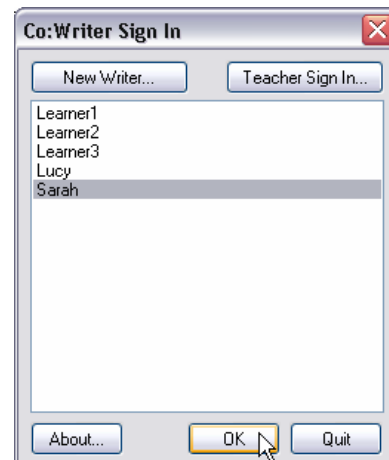 Co:Writer Sign In
New Writer... Teacher Sign In...
Learner1
Learner2
Learner3
Lucy
Sarah
About... OK Quit